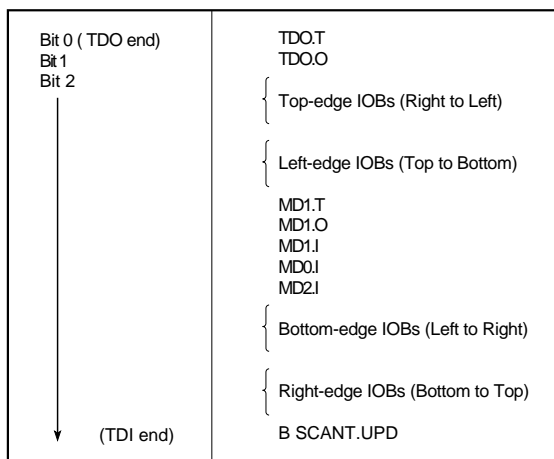 Bit 0 ( TDO end)
Bit 1
Bit 2
(TDI end)
TDO.T
TDO.O
Top-edge IOBs (Right to Left)
Left-edge IOBs (Top to Bottom)
MD1.T
MD1.O
MD1.I
MD0.I
MD2.I
Bottom-edge IOBs (Left to Right)
Right-edge IOBs (Bottom to Top)
B SCANT.UPD